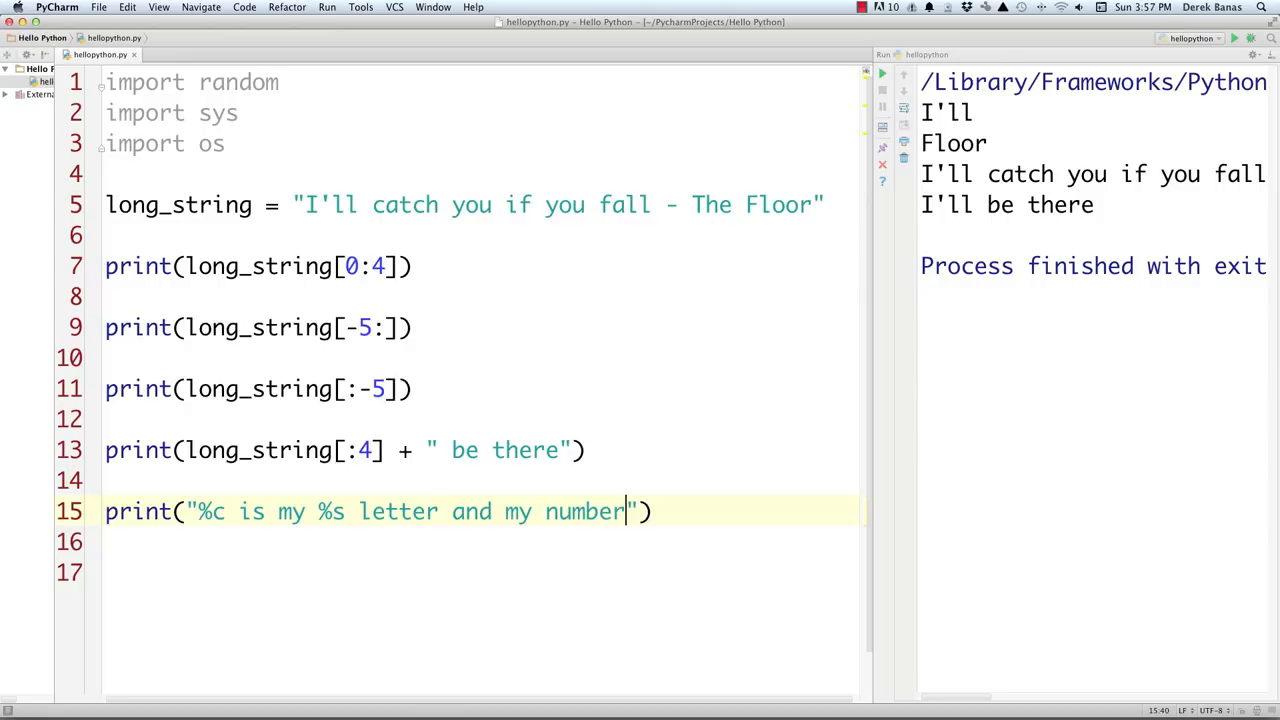 PyCharm File Edit View Navigate Code Refactor Run Tools VCS Window Help 10 Sun 3:57 PM Derek Banas
hellopython.py - Hello Python - [~/PycharmProjects/Hello Python]
Hello Python hellopython.py hellopython
hellopython.py
Run hellopython
Hello F
hello
Externa
1 import random
2 import sys
3 import os
4
5 long_string = "I'll catch you if you fall - The Floor"
6
7 print(long_string[0:4])
8
9 print(long_string[-5:])
10
11 print(long_string[:-5])
12
13 print(long_string[:4] + " be there")
14
15 print("%c is my %s letter and my number")
16
17
/Library/Frameworks/Python
I'll
Floor
I'll catch you if you fall
I'll be there
Process finished with exit
15:40 LF UTF-8